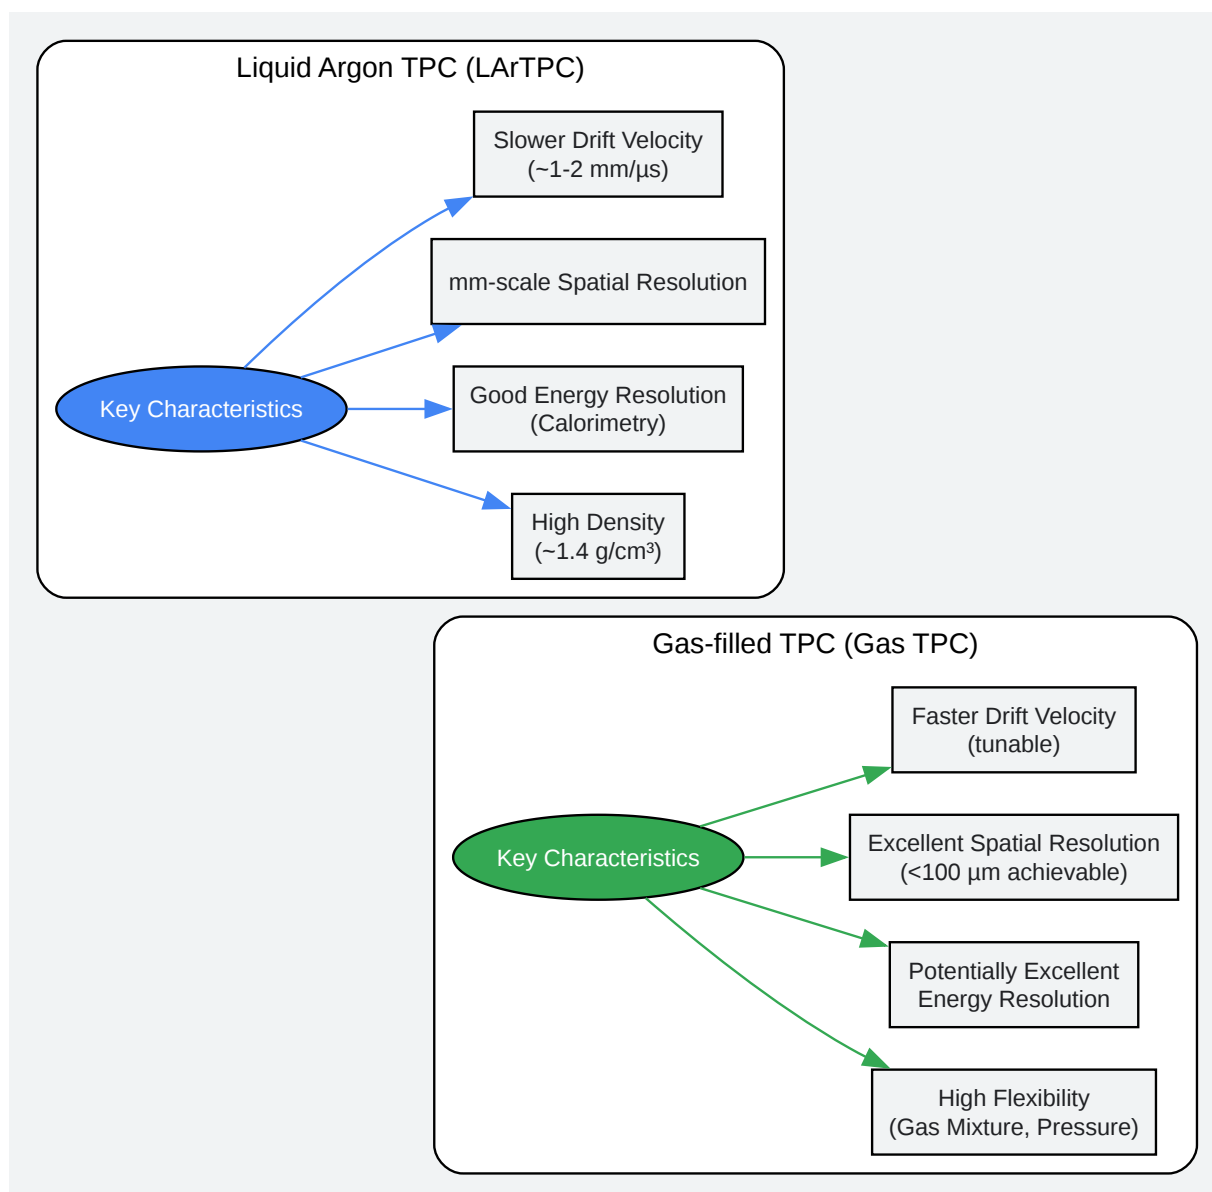 Liquid Argon TPC (LArTPC)
Slower Drift Velocity
(~1-2 mm/µs)
mm-scale Spatial Resolution
Key Characteristics
Good Energy Resolution
(Calorimetry)
High Density
(~1.4 g/cm³)
Gas-filled TPC (Gas TPC)
Faster Drift Velocity
(tunable)
Key Characteristics
Excellent Spatial Resolution
(<100 µm achievable)
Potentially Excellent
Energy Resolution
High Flexibility
(Gas Mixture, Pressure)